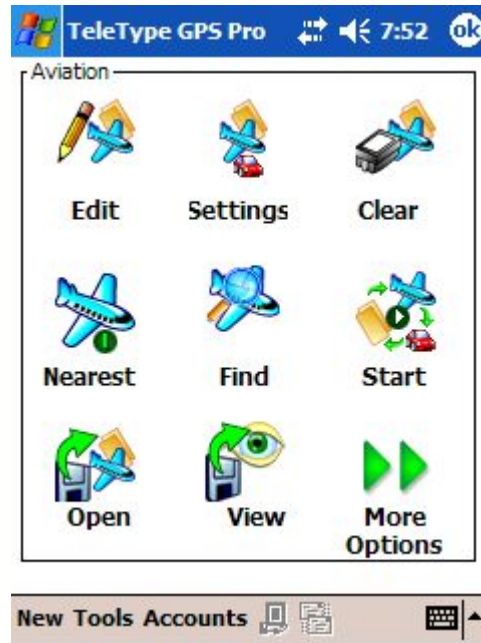 TeleType GPS Pro 7:52 ok
Aviation
Edit Settings Clear
Nearest Find Start
Open View More
Options
New Tools Accounts